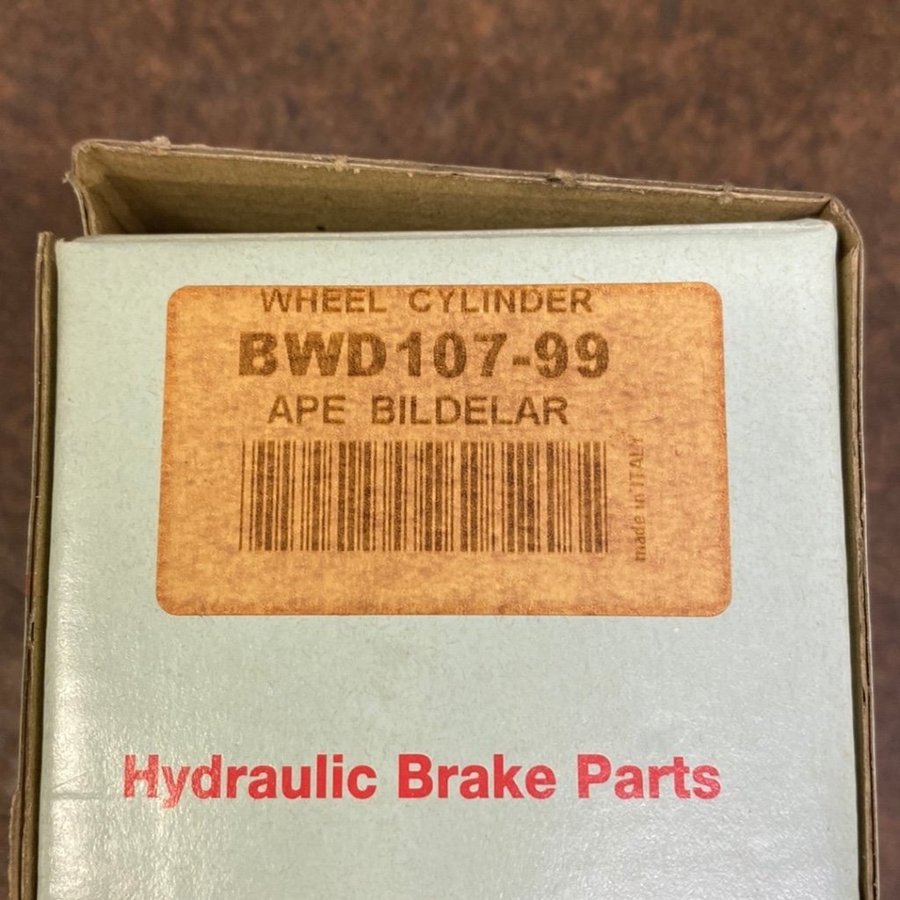 WHEEL CYLINDER
BWD107-99
APE BILDELAR
made in ITALY
Hydraulic Brake Parts